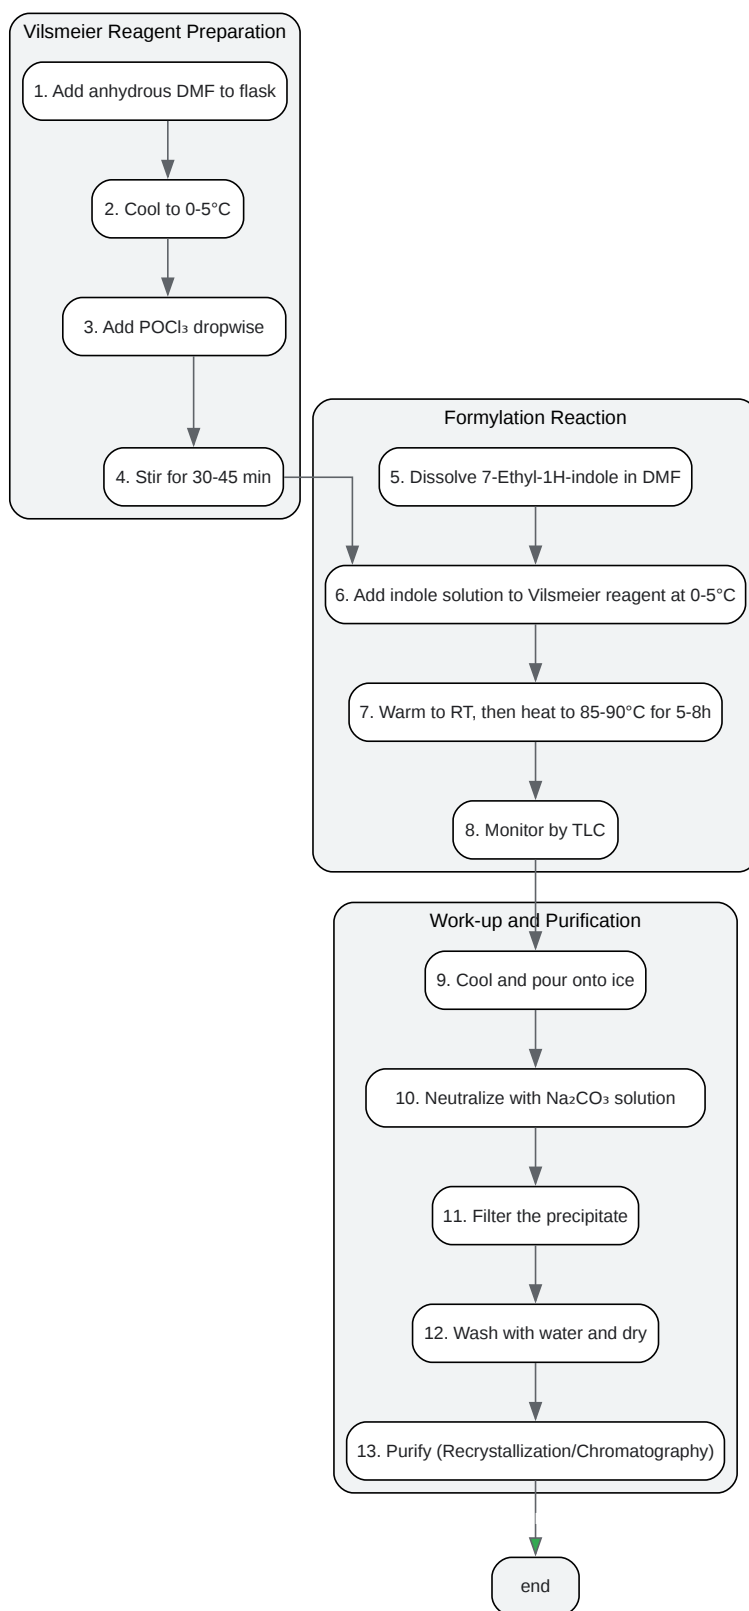 Vilsmeier Reagent Preparation
1. Add anhydrous DMF to flask
2. Cool to 0-5°C
3. Add POCl₃ dropwise
4. Stir for 30-45 min
Formylation Reaction
5. Dissolve 7-Ethyl-1H-indole in DMF
6. Add indole solution to Vilsmeier reagent at 0-5°C
7. Warm to RT, then heat to 85-90°C for 5-8h
8. Monitor by TLC
Work-up and Purification
9. Cool and pour onto ice
10. Neutralize with Na₂CO₃ solution
11. Filter the precipitate
12. Wash with water and dry
13. Purify (Recrystallization/Chromatography)
end